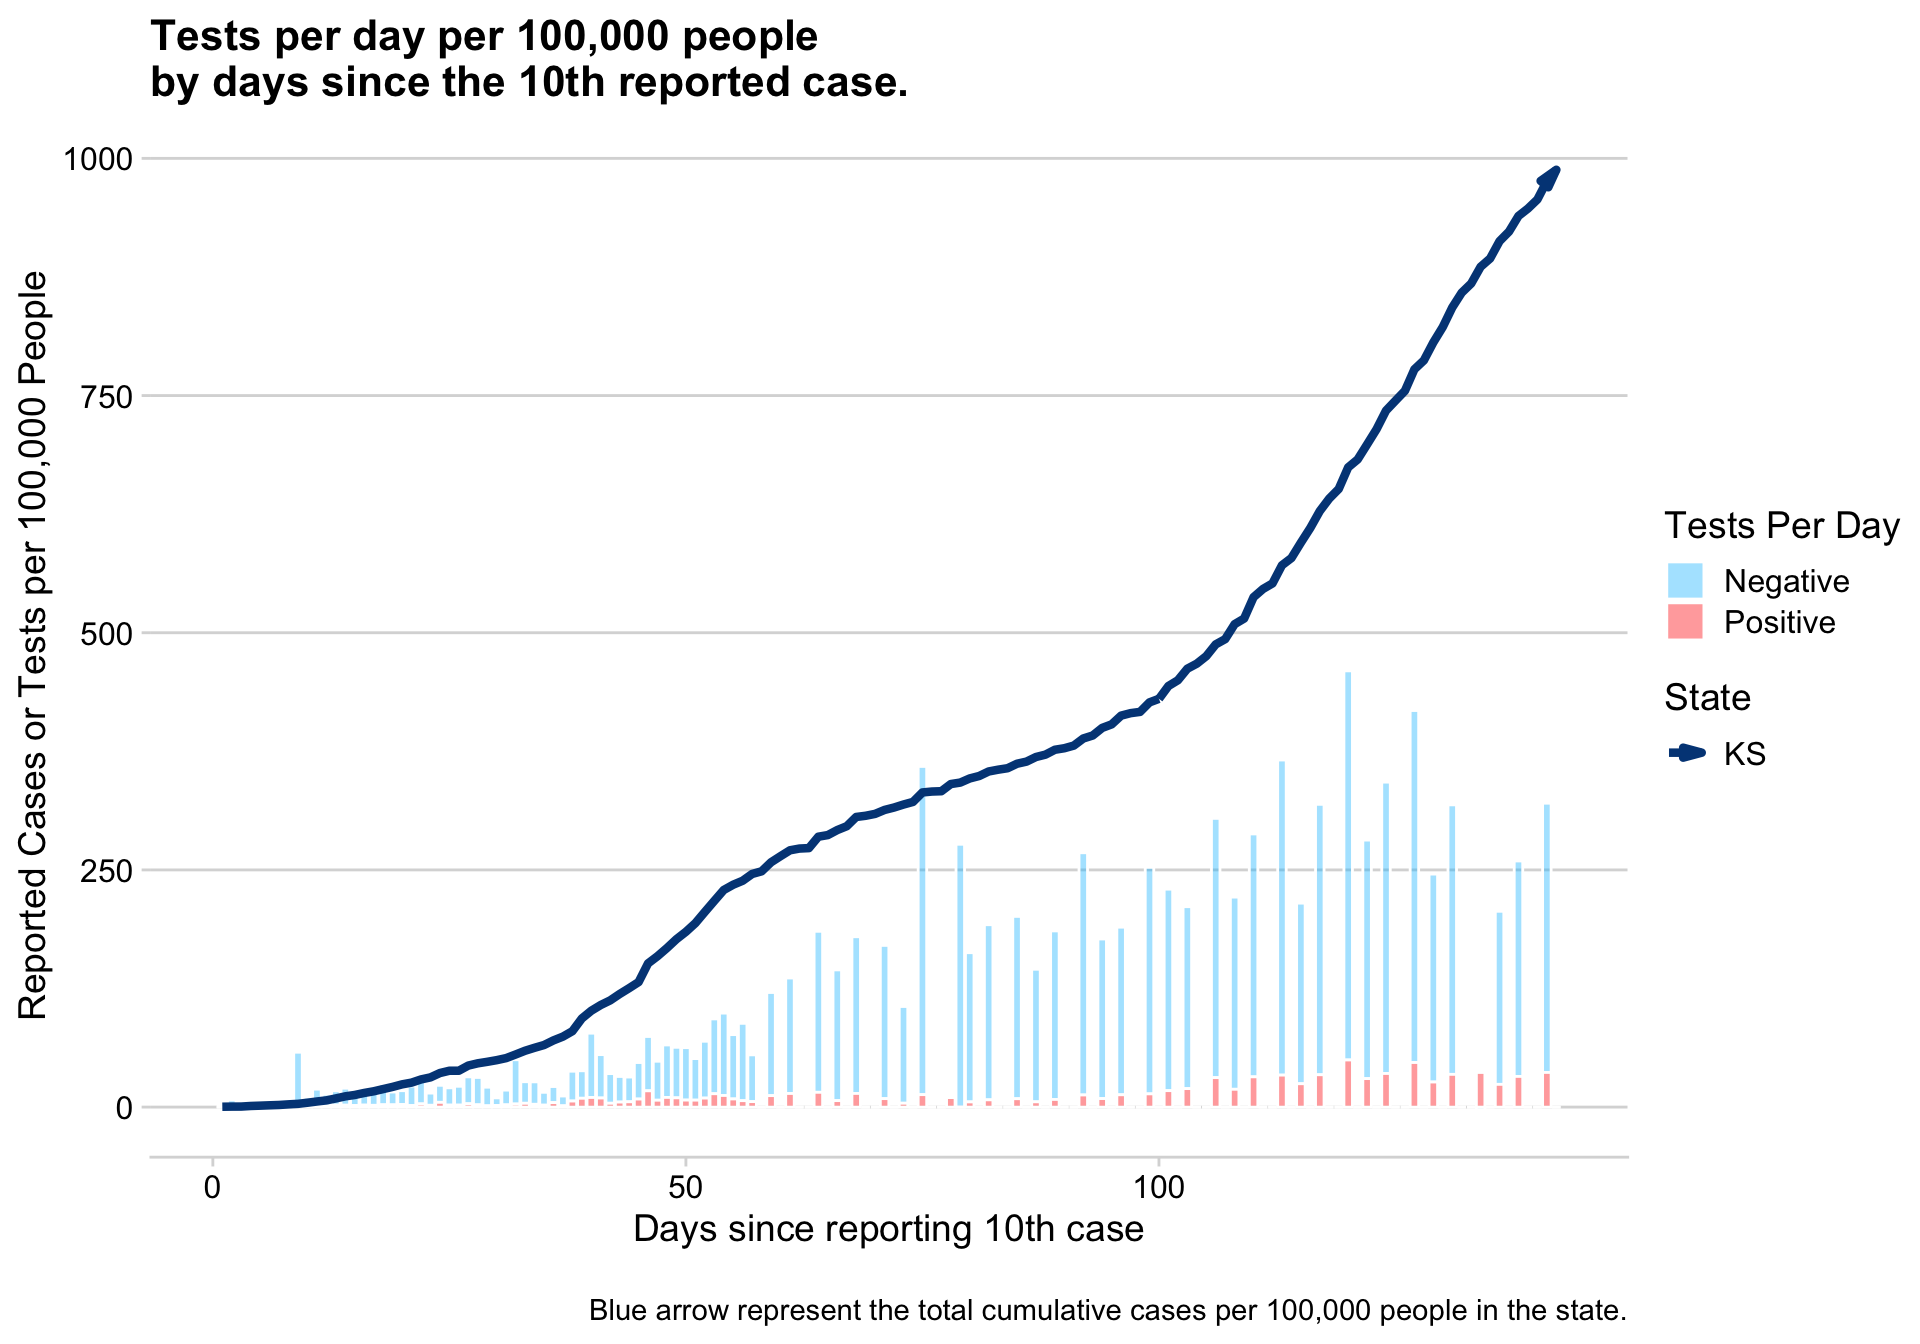 Tests per day per 100,000 people
by days since the 10th reported case.
Reported Cases or Tests per 100,000 People
1000
750
500
250
0
0
50
100
Days since reporting 10th case
Tests Per Day
Negative
Positive
State
KS
Blue arrow represent the total cumulative cases per 100,000 people in the state.